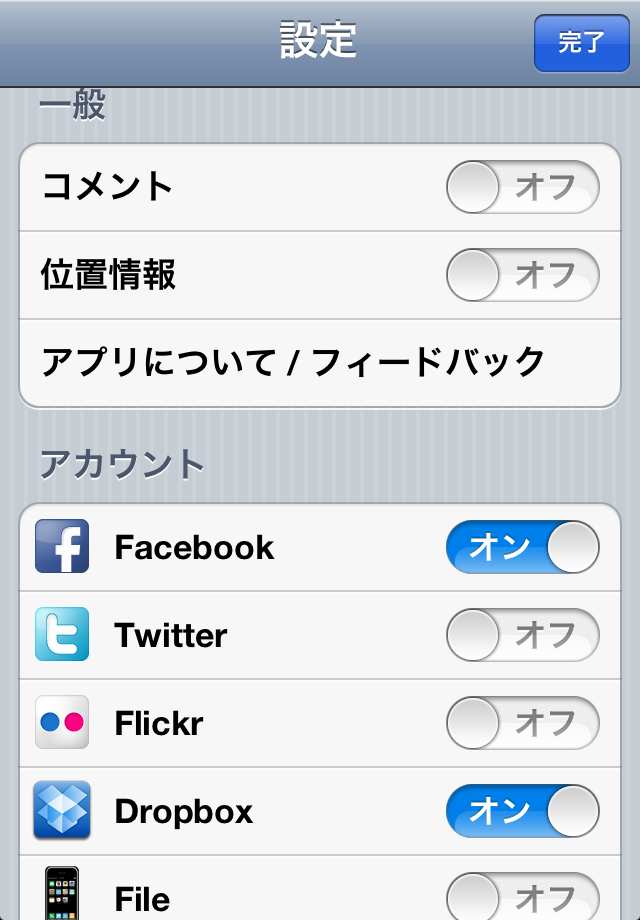 設定
完了
一般
コメント オフ
位置情報 オフ
アプリについて / フィードバック
アカウント
Facebook オン
Twitter オフ
Flickr オフ
Dropbox オン
File オフ